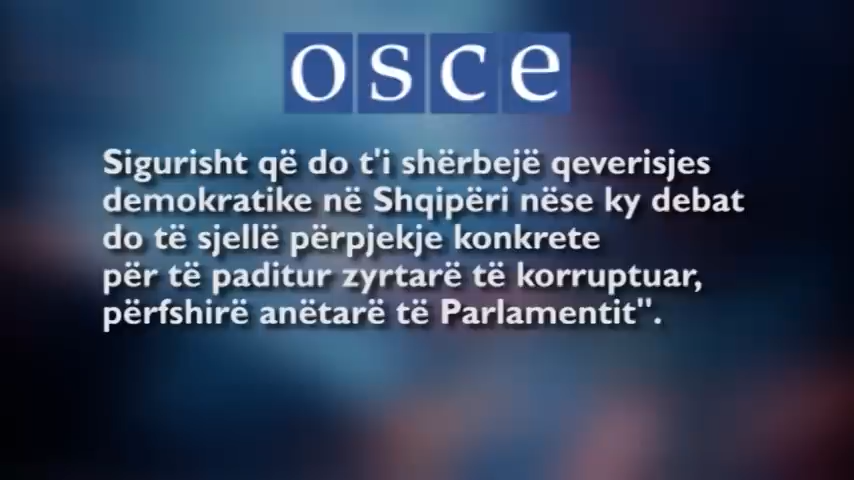 osce
Sigurisht që do t'i shërbejë qeverisjes
demokratike në Shqipëri nëse ky debat
do të sjellë përpjekje konkrete
për të paditur zyrtarë të korruptuar,
përfshirë anëtarë të Parlamentit".